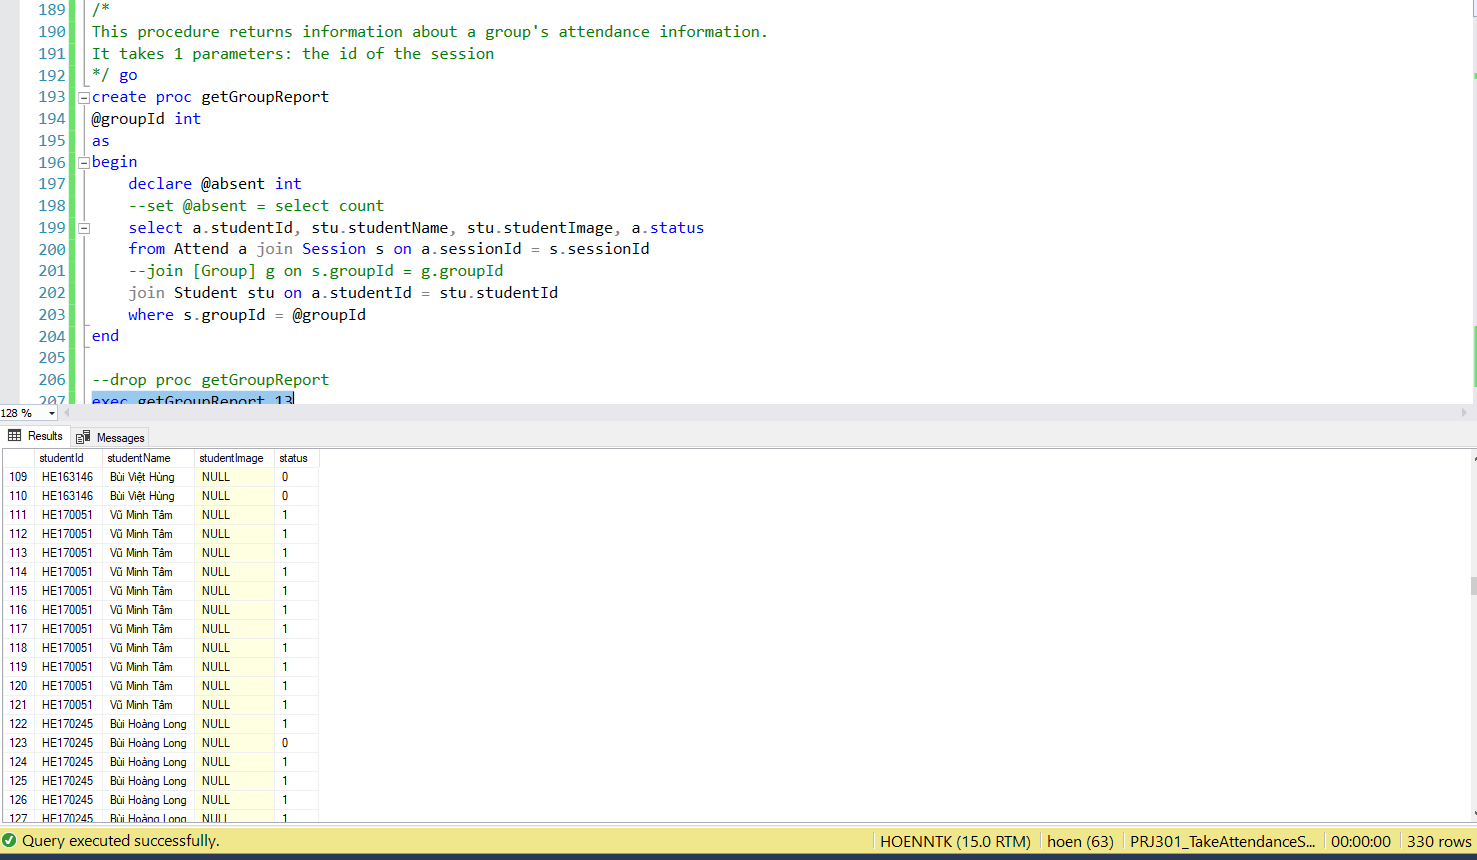 189 /*
190 This procedure returns information about a group's attendance information.
191 It takes 1 parameters: the id of the session
192 */ go
193 create proc getGroupReport
194 @groupId int
195 as
196 begin
197 declare @absent int
198 --set @absent = select count
199 select a.studentId, stu.studentName, stu.studentImage, a.status
200 from Attend a join Session s on a.sessionId = s.sessionId
201 --join [Group] g on s.groupId = g.groupId
202 join Student stu on a.studentId = stu.studentId
203 where s.groupId = @groupId
204 end
205
206 --drop proc getGroupReport
207 exec getGroupReport 13
128 %
Results Messages
studentId studentName studentImage status
109 HE163146 Bùi Việt Hùng NULL 0
110 HE163146 Bùi Việt Hùng NULL 0
111 HE170051 Vũ Minh Tâm NULL 1
112 HE170051 Vũ Minh Tâm NULL 1
113 HE170051 Vũ Minh Tâm NULL 1
114 HE170051 Vũ Minh Tâm NULL 1
115 HE170051 Vũ Minh Tâm NULL 1
116 HE170051 Vũ Minh Tâm NULL 1
117 HE170051 Vũ Minh Tâm NULL 1
118 HE170051 Vũ Minh Tâm NULL 1
119 HE170051 Vũ Minh Tâm NULL 1
120 HE170051 Vũ Minh Tâm NULL 1
121 HE170051 Vũ Minh Tâm NULL 1
122 HE170245 Bùi Hoàng Long NULL 1
123 HE170245 Bùi Hoàng Long NULL 0
124 HE170245 Bùi Hoàng Long NULL 1
125 HE170245 Bùi Hoàng Long NULL 1
126 HE170245 Bùi Hoàng Long NULL 1
127 HE170245 Bùi Hoàng Long NULL 1
Query executed successfully. HOENNTK (15.0 RTM) hoen (63) PRJ301_TakeAttendanceS... 00:00:00 330 rows